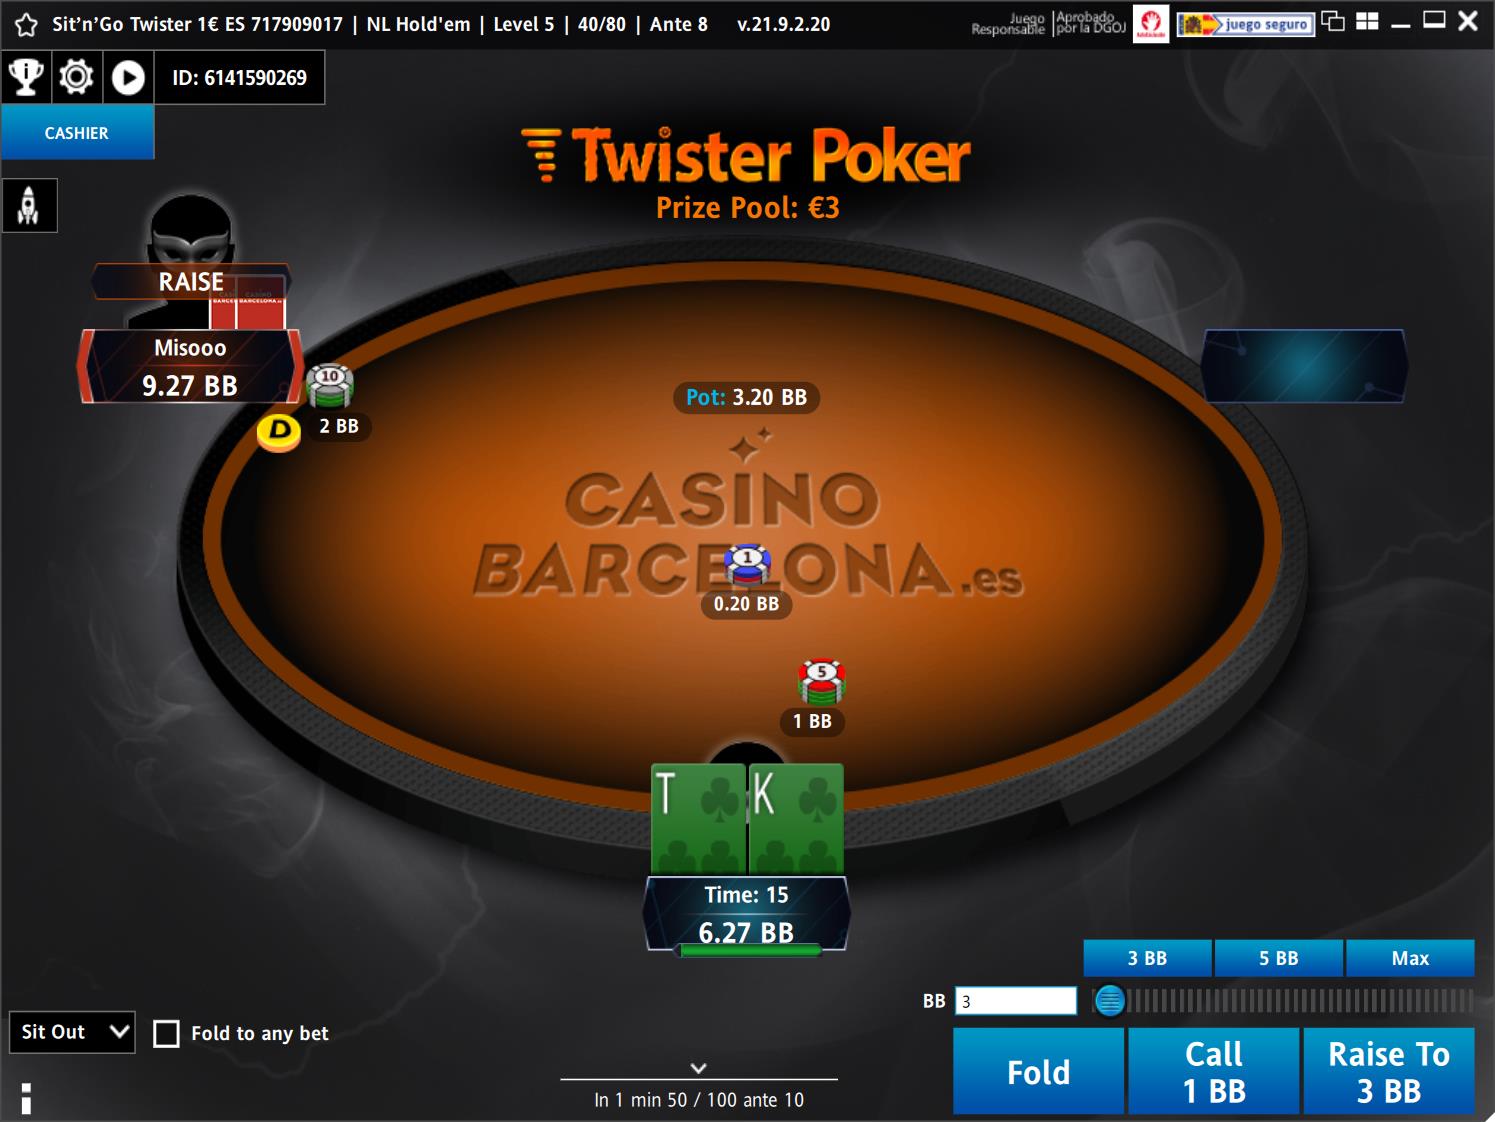 Sit'n'Go Twister 1€ ES 717909017 | NL Hold'em | Level 5 | 40/80 | Ante 8 v.21.9.2.20
Juego Responsable
Aprobado por la DGOJ
juego seguro
ID: 6141590269
CASHIER
Twister Poker
Prize Pool: €3
RAISE
CASINO
BARCELONA.es
Misooo
9.27 BB
10
D
2 BB
Pot: 3.20 BB
CASINO
BARCELONA.es
1
0.20 BB
5
1 BB
T K
Time: 15
6.27 BB
3 BB 5 BB Max
BB 3
Sit Out Fold to any bet
Fold
Call
1 BB
Raise To
3 BB
In 1 min 50 / 100 ante 10